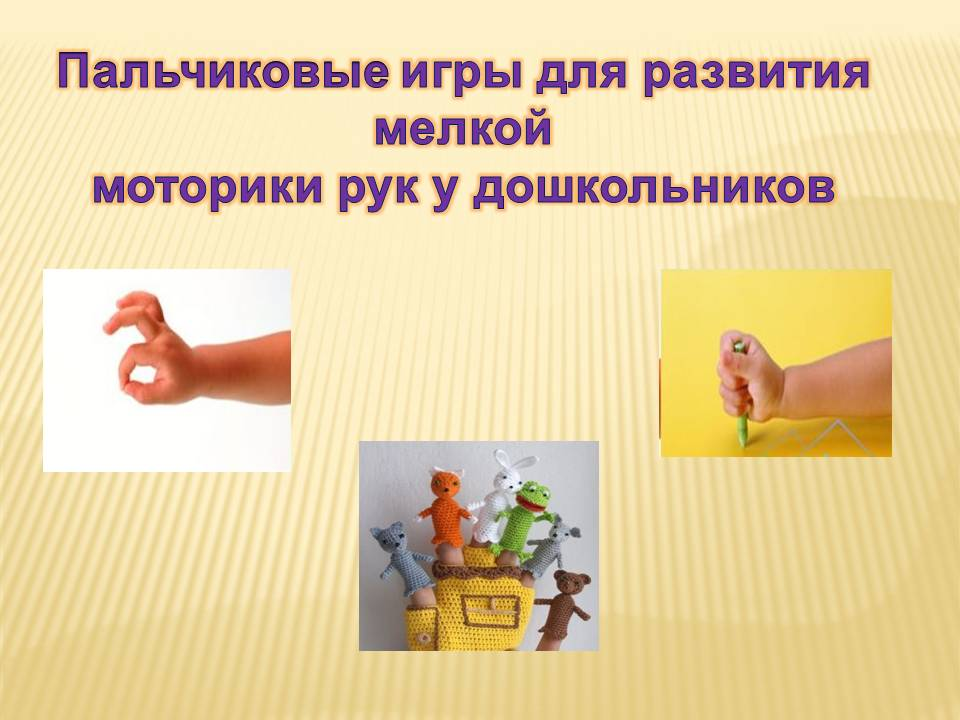 Пальчиковые игры для развития
мелкой
моторики рук у дошкольников